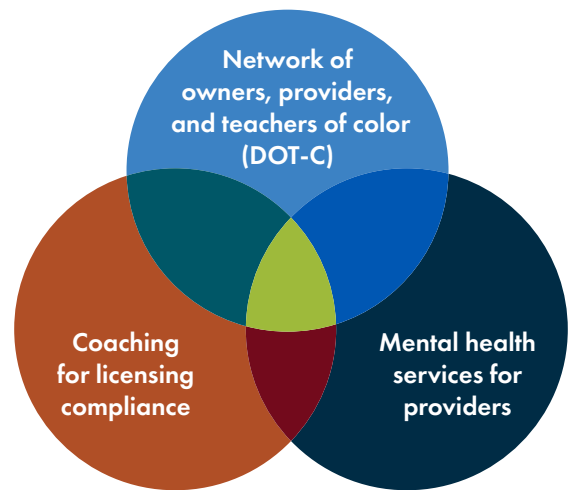 Network of
owners, providers,
and teachers of color
(DOT-C)
Coaching
for licensing
compliance
Mental health
services for
providers